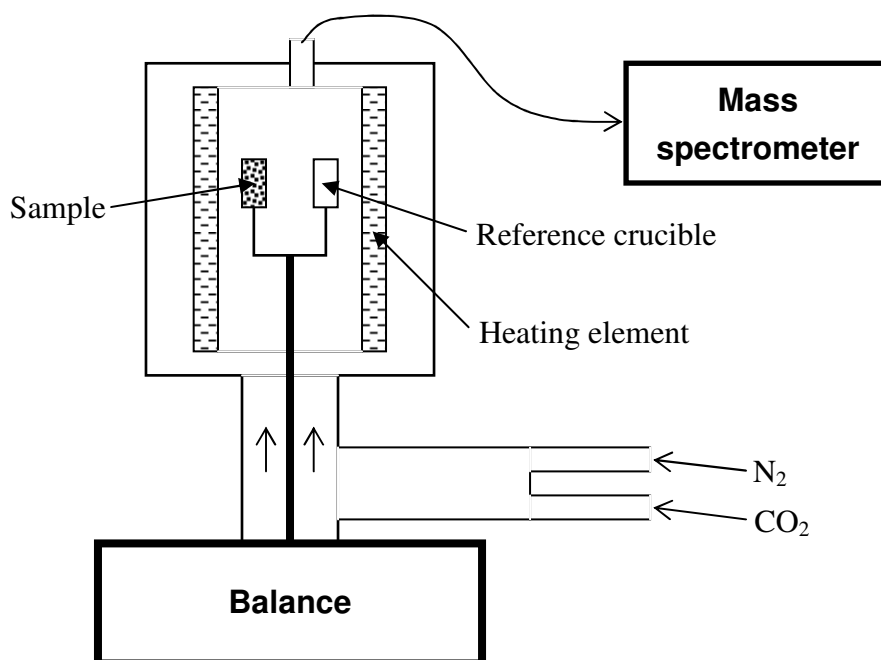 Mass
spectrometer
Sample
Reference crucible
Heating element
N₂
CO₂
Balance